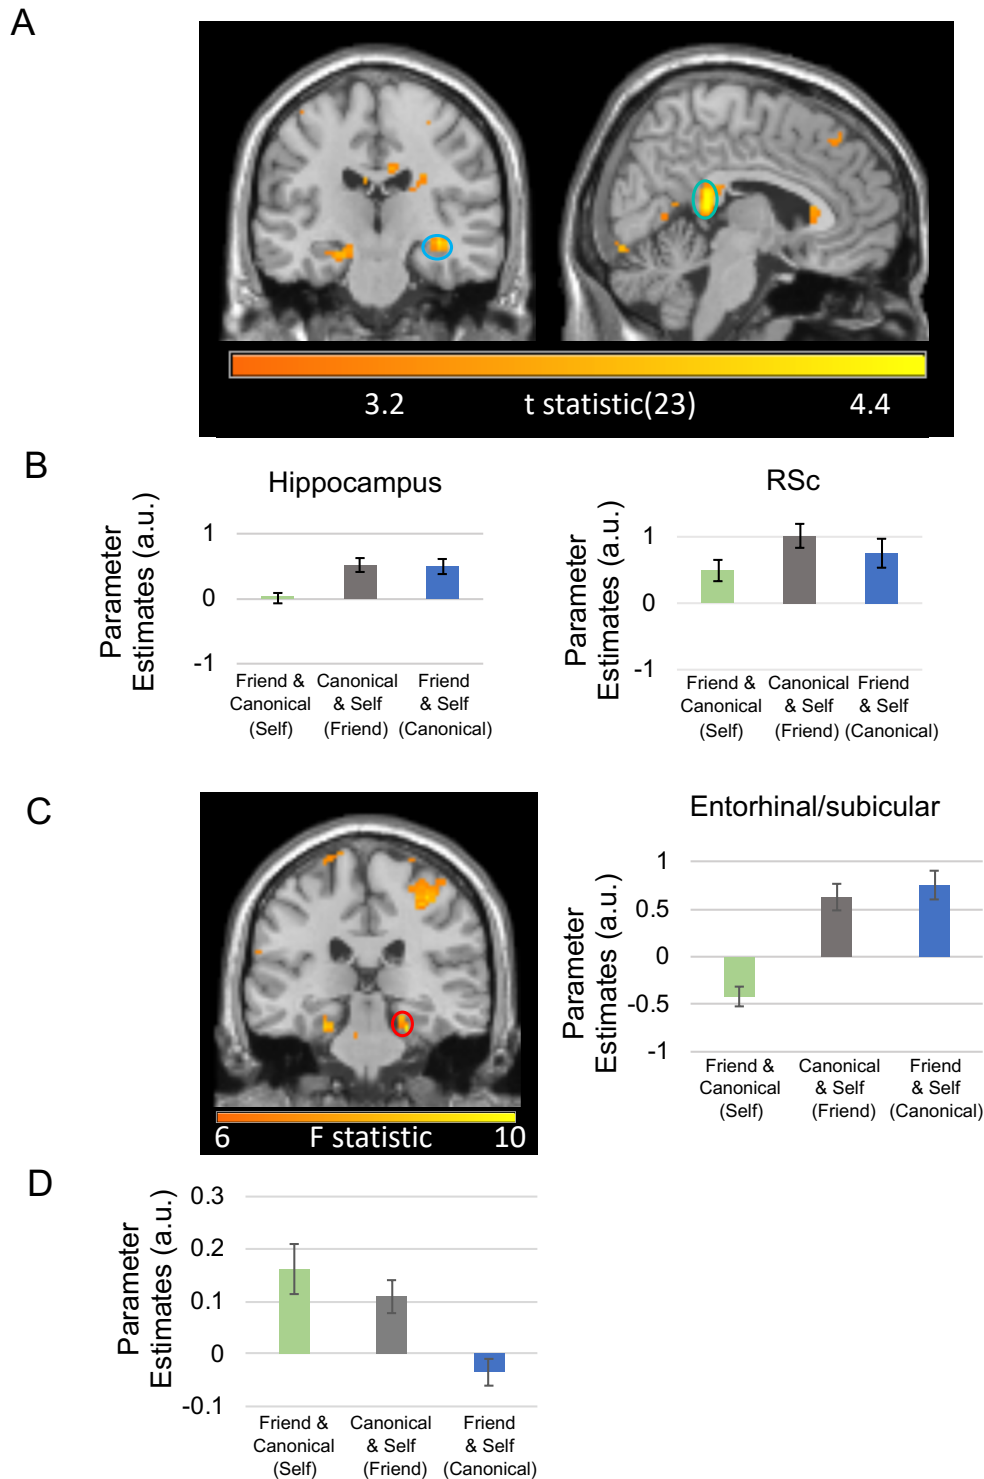 A
3.2 t statistic(23) 4.4
B
Hippocampus
Parameter
Estimates (a.u.)
1
0
-1
Friend &
Canonical
(Self)
Canonical
& Self
(Friend)
Friend
& Self
(Canonical)
RSc
Parameter
Estimates (a.u.)
1
0
-1
Friend &
Canonical
(Self)
Canonical
& Self
(Friend)
Friend
& Self
(Canonical)
C
6 F statistic 10
Entorhinal/subicular
Parameter
Estimates (a.u.)
1
0.5
0
-0.5
-1
Friend &
Canonical
(Self)
Canonical
& Self
(Friend)
Friend
& Self
(Canonical)
D
Parameter
Estimates (a.u.)
0.3
0.2
0.1
0
-0.1
Friend &
Canonical
(Self)
Canonical
& Self
(Friend)
Friend
& Self
(Canonical)